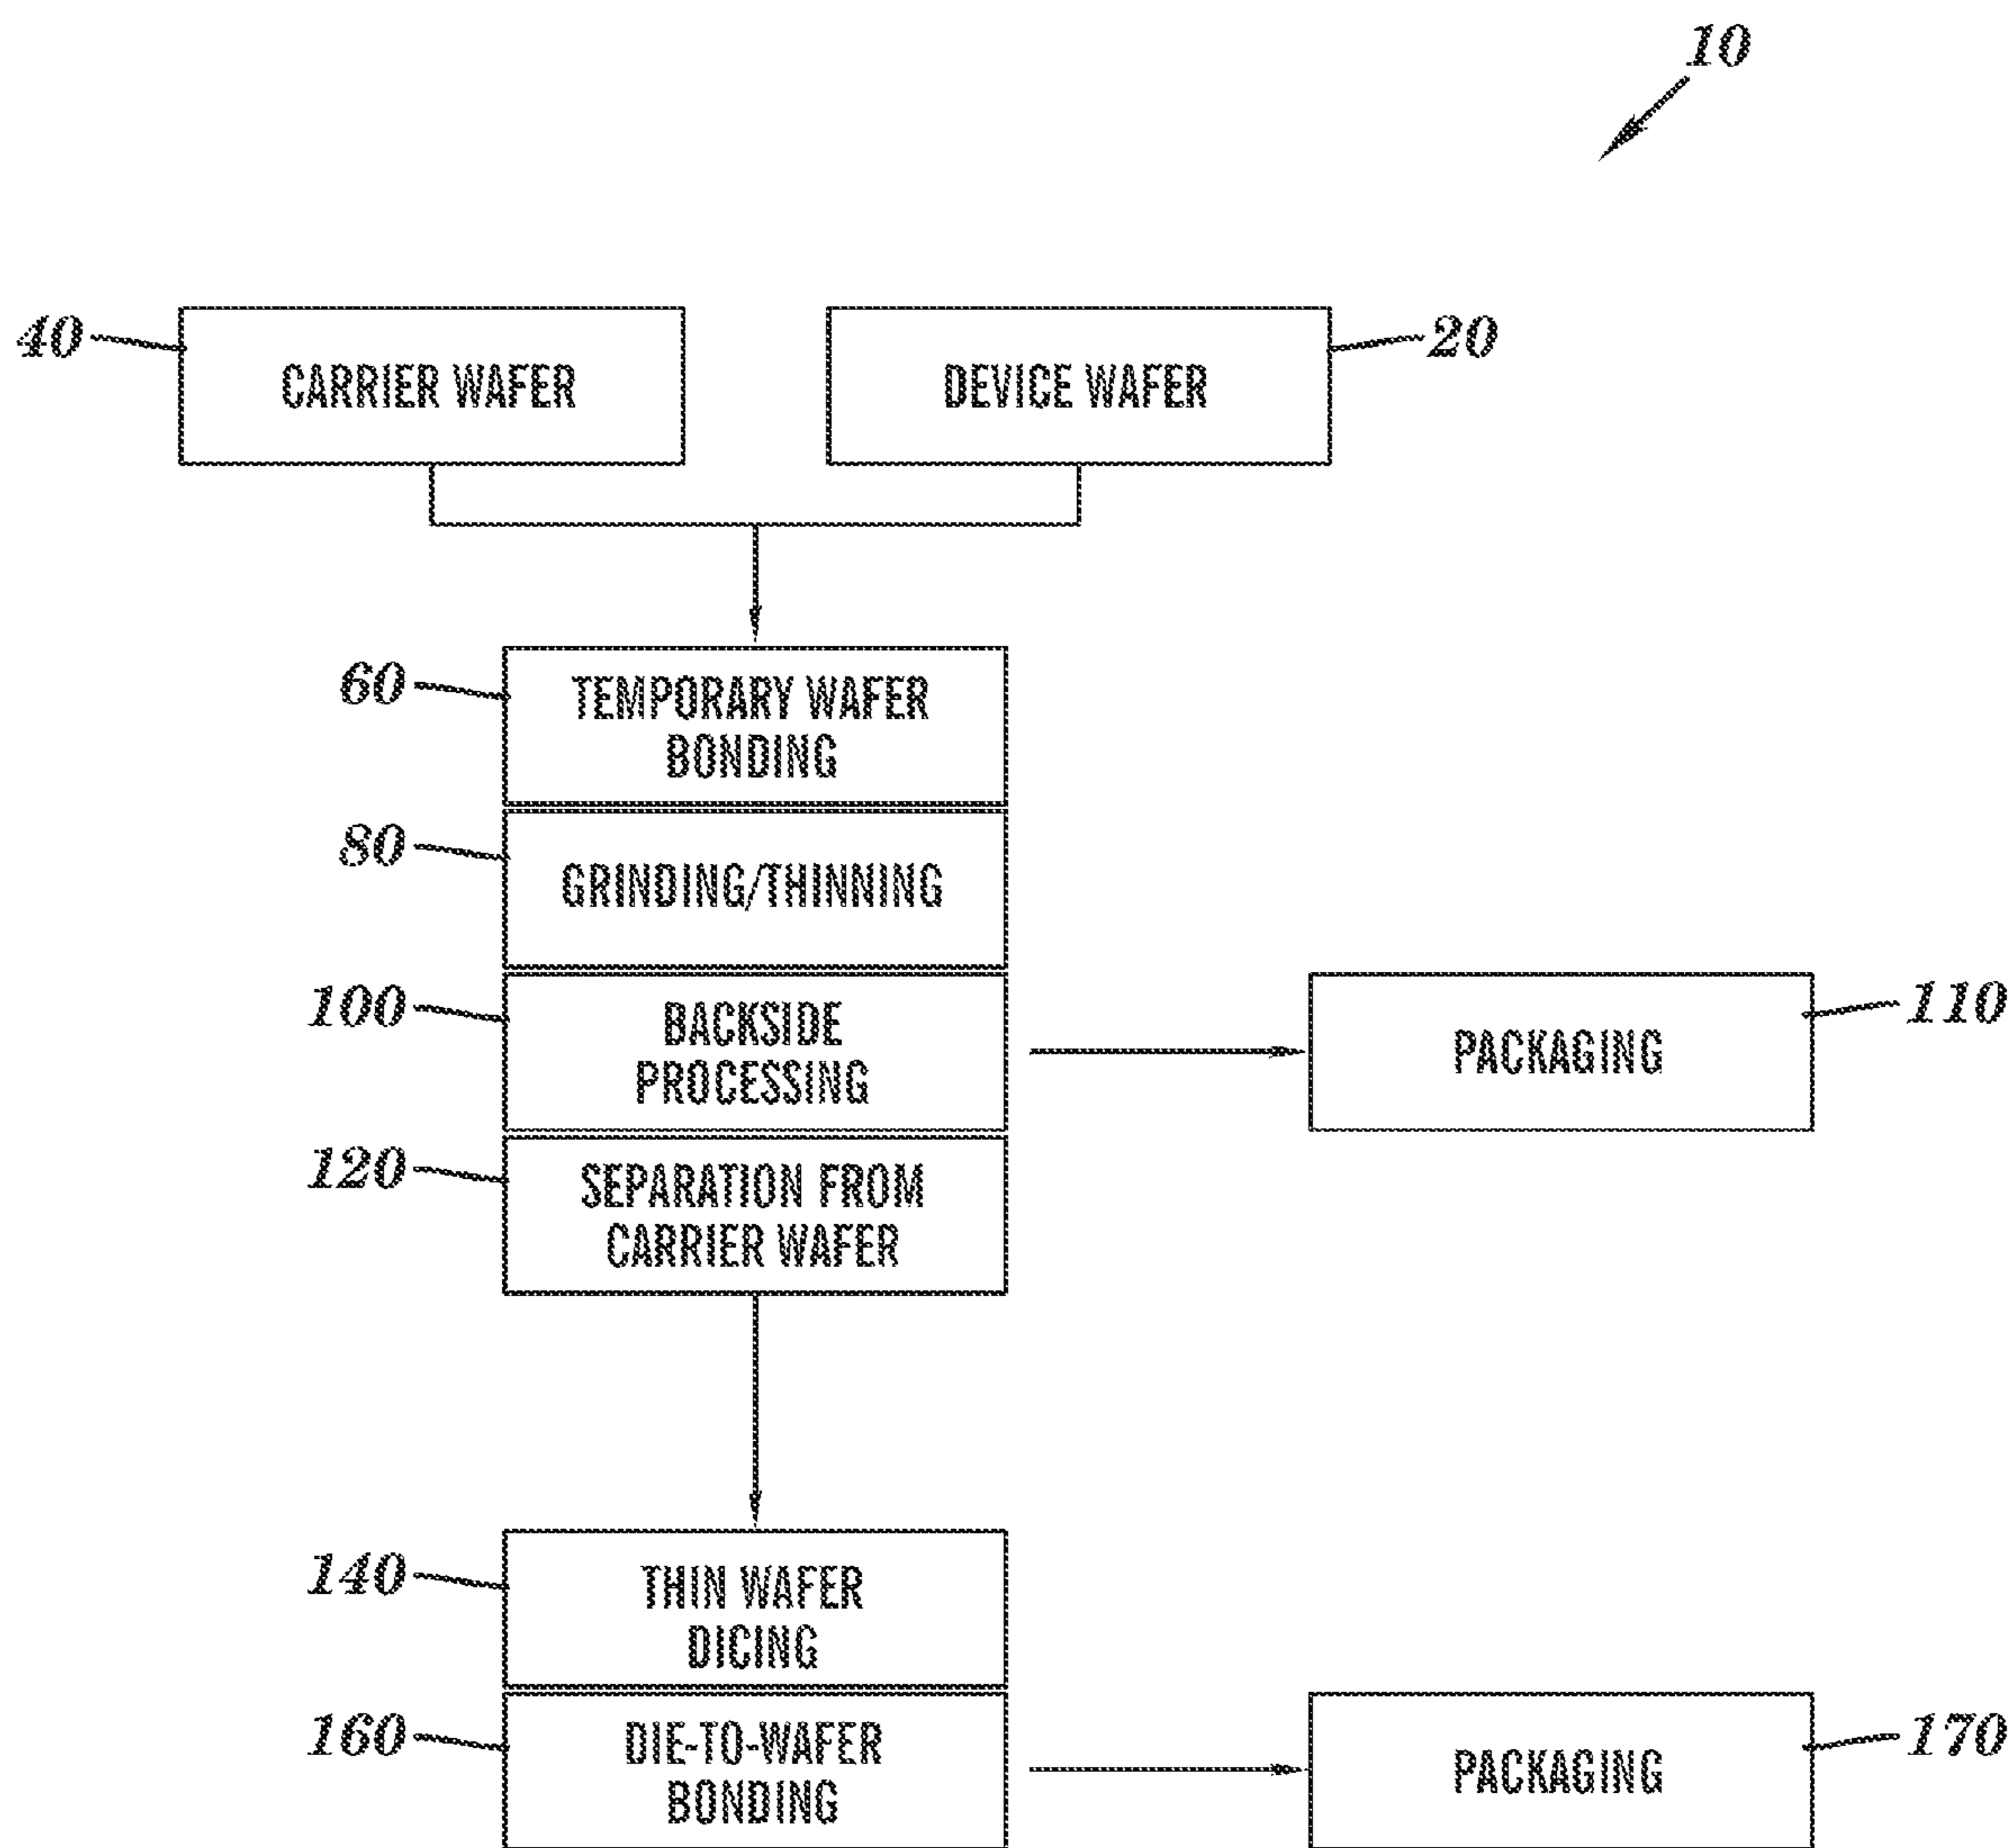 10
40
CARRIER WAFER
DEVICE WAFER
20
60
TEMPORARY WAFER
BONDING
80
GRINDING/THINNING
100
BACKSIDE
PROCESSING
PACKAGING
110
120
SEPARATION FROM
CARRIER WAFER
140
THIN WAFER
DICING
160
DIE-TO-WAFER
BONDING
PACKAGING
170